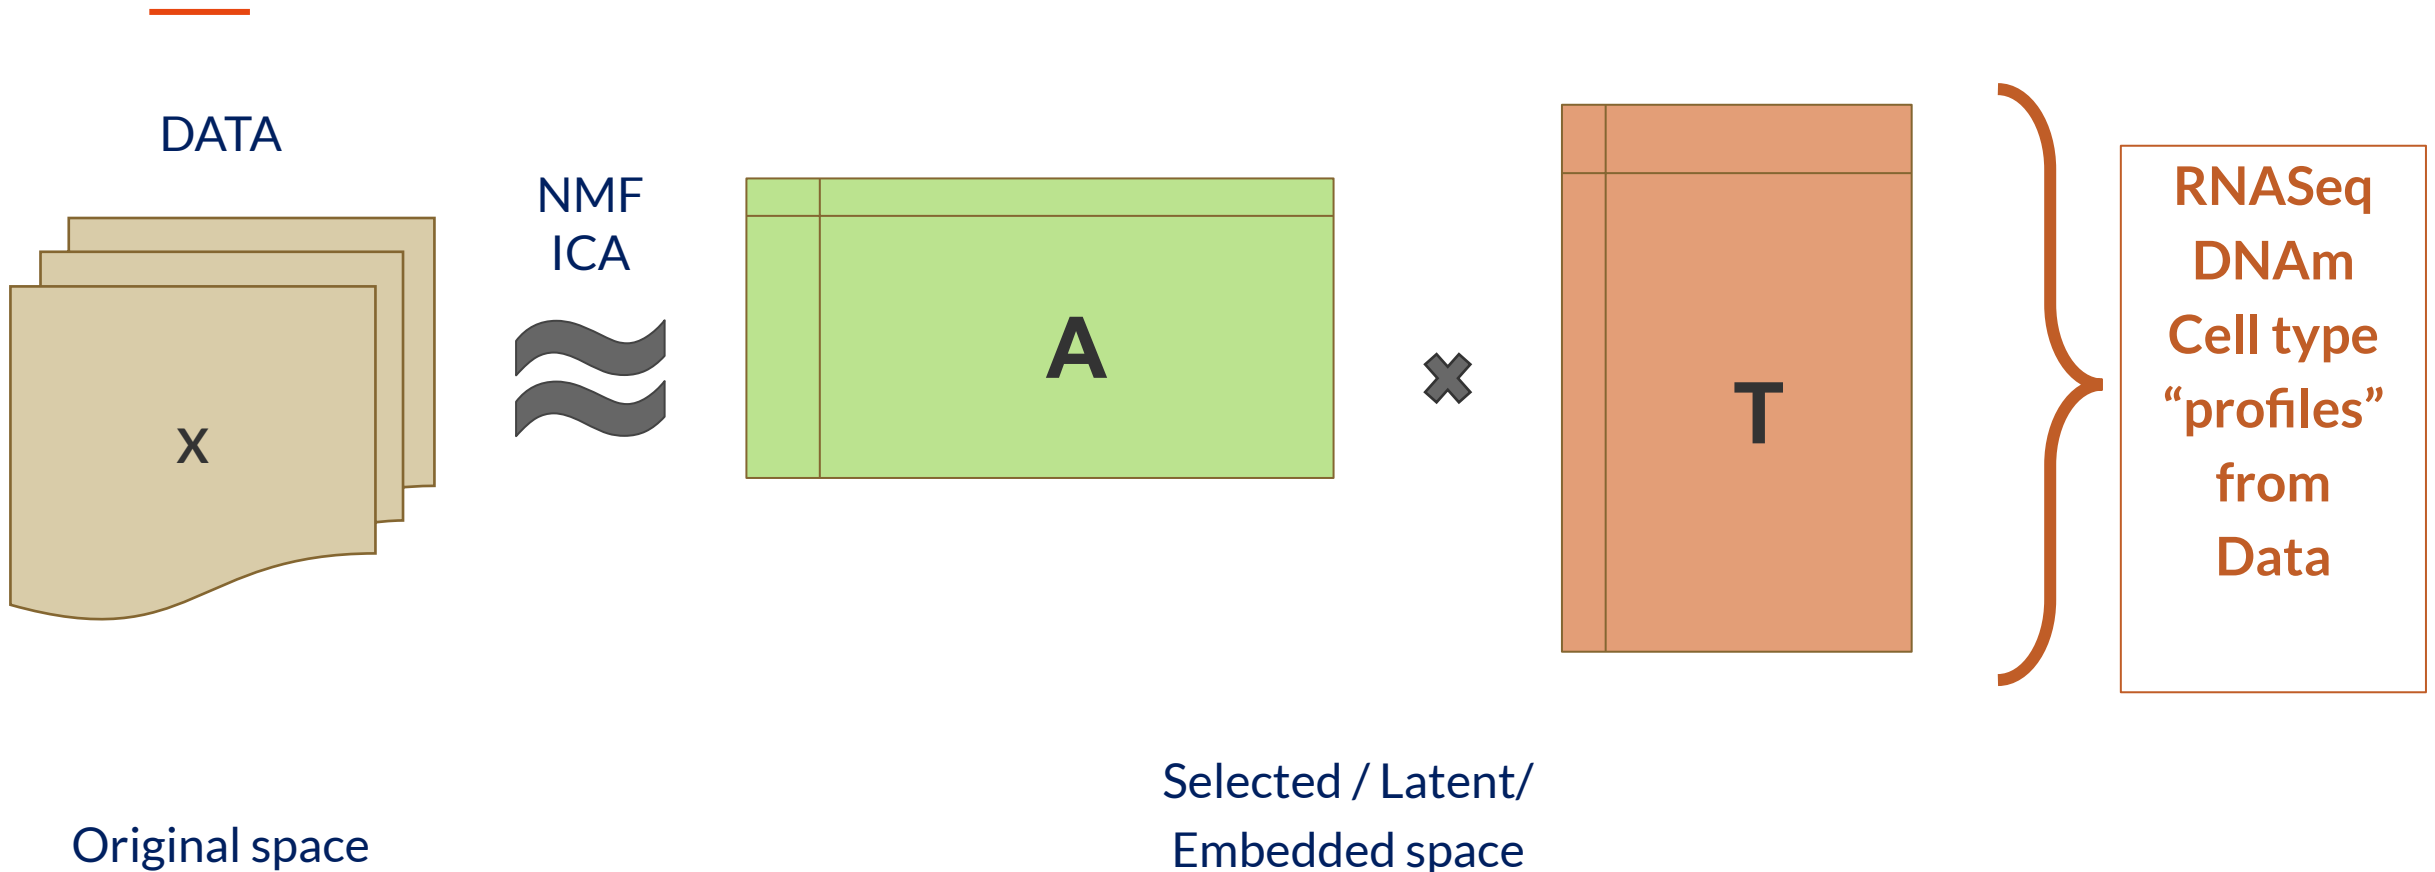 DATA
X
NMF
ICA
A
T
RNASeq
DNAm
Cell type
“profiles”
from
Data
Original space
Selected / Latent/
Embedded space